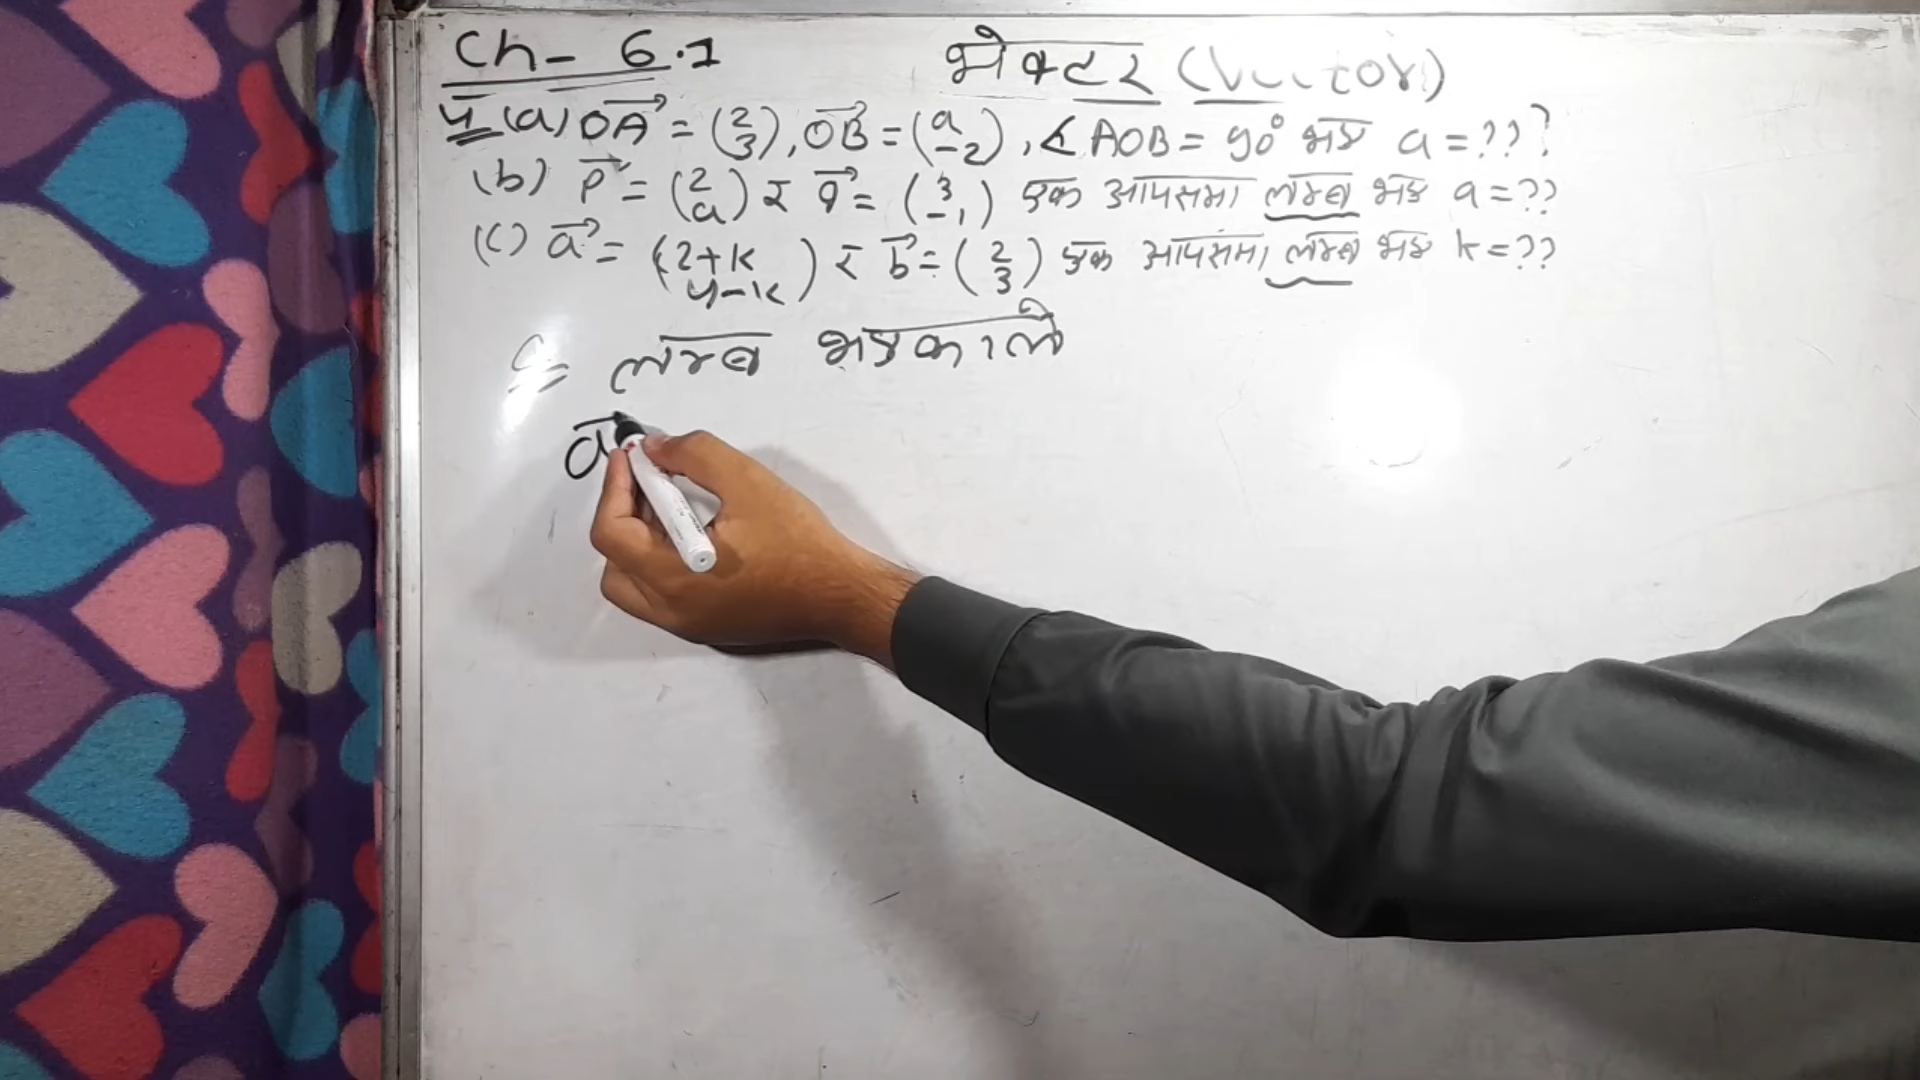 Ch- 6.1
भेक्टर (Vector)
५ (a) OA→ = (2 3), OB→ = (a -2), ∡AOB = 90° भए a = ???
(b) p→ = (2 a) र q→ = (3 -1) एक आपसमा लम्ब भए a = ??
(c) a→ = (2+k 4-k) र b→ = (2 3) एक आपसमा लम्ब भए k = ??
C= लम्ब भएकाले
a→